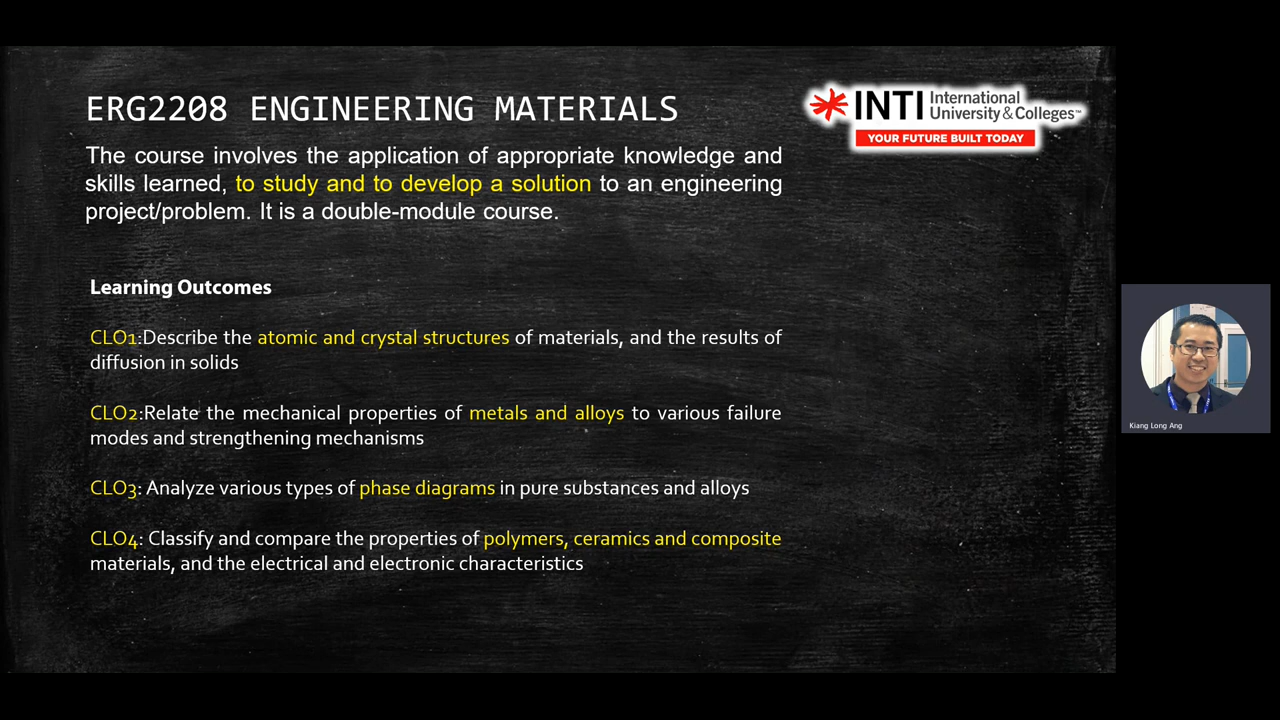 ERG2208 ENGINEERING MATERIALS
INTI International
University & Colleges™
YOUR FUTURE BUILT TODAY
The course involves the application of appropriate knowledge and
skills learned, to study and to develop a solution to an engineering
project/problem. It is a double-module course.
Learning Outcomes
CLO1:Describe the atomic and crystal structures of materials, and the results of
diffusion in solids
CLO2:Relate the mechanical properties of metals and alloys to various failure
modes and strengthening mechanisms
CLO3: Analyze various types of phase diagrams in pure substances and alloys
CLO4: Classify and compare the properties of polymers, ceramics and composite
materials, and the electrical and electronic characteristics
Kiang Long Ang